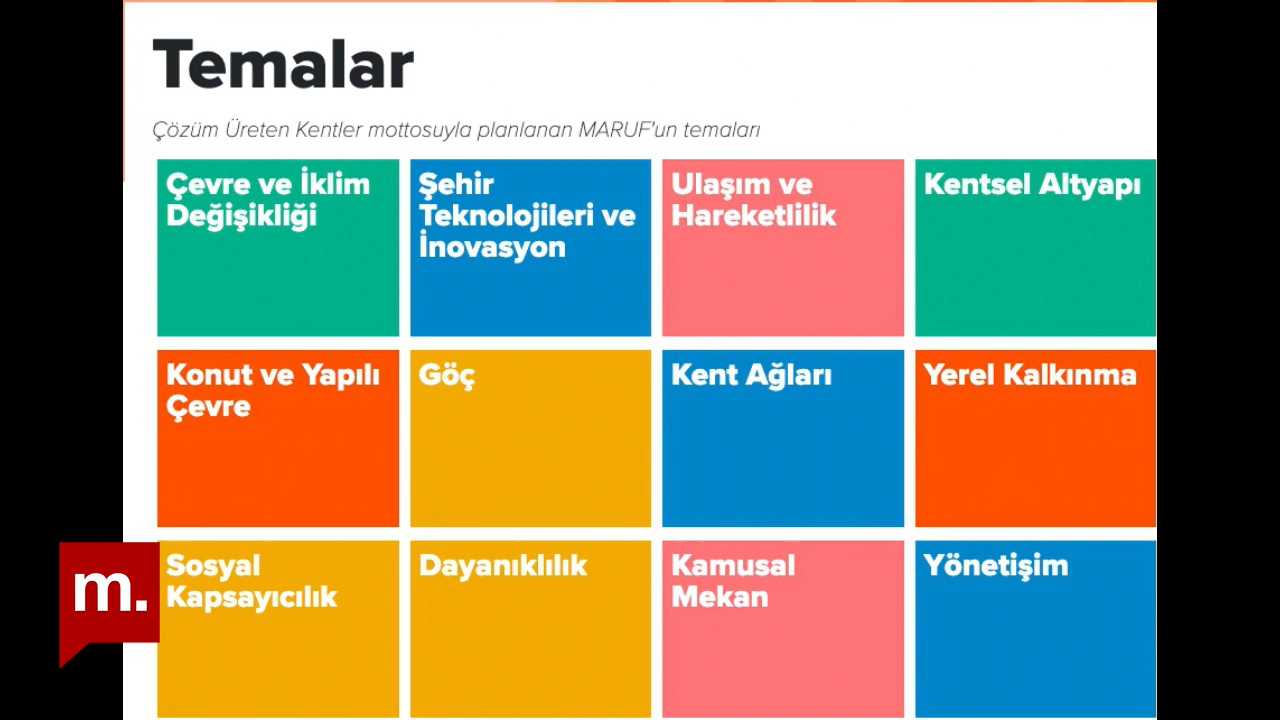 Temalar
Çözüm Üreten Kentler mottosuyla planlanan MARUF'un temaları
Çevre ve İklim
Değişikliği
Şehir
Teknolojileri ve
İnovasyon
Ulaşım ve
Hareketlilik
Kentsel Altyapı
Konut ve Yapılı
Çevre
Göç
Kent Ağları
Yerel Kalkınma
Sosyal
Kapsayıcılık
Dayanıklılık
Kamusal
Mekan
Yönetişim
m.